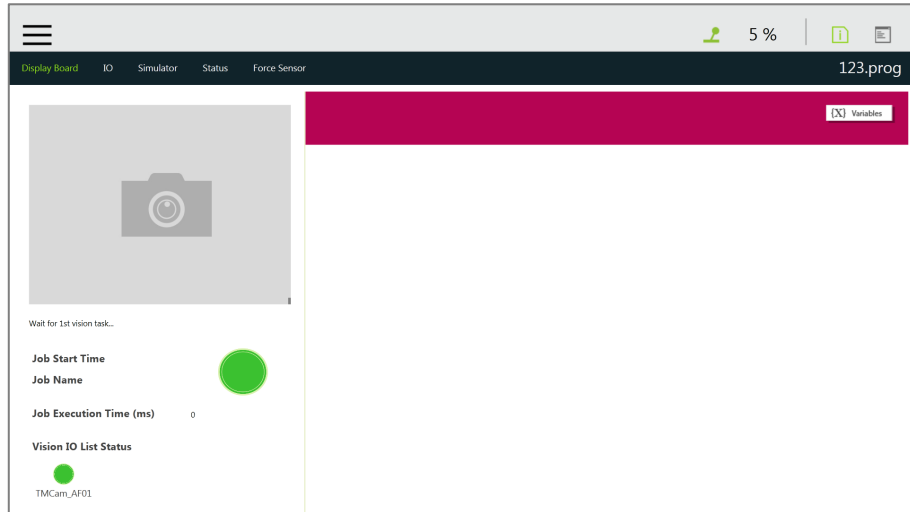 5 %
Display Board IO Simulator Status Force Sensor 123.prog
{X} Variables
Wait for 1st vision task...
Job Start Time
Job Name
Job Execution Time (ms) 0
Vision IO List Status
TMCam_AF01